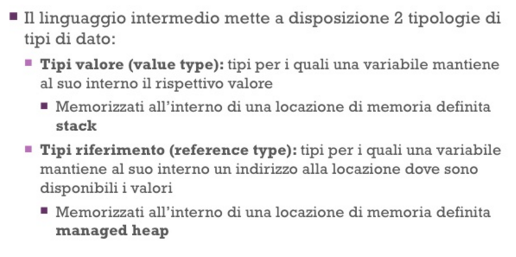 Il linguaggio intermedio mette a disposizione 2 tipologie di
tipi di dato:
Tipi valore (value type): tipi per i quali una variabile mantiene
al suo interno il rispettivo valore
Memorizzati all'interno di una locazione di memoria definita
stack
Tipi riferimento (reference type): tipi per i quali una variabile
mantiene al suo interno un indirizzo alla locazione dove sono
disponibili i valori
Memorizzati all'interno di una locazione di memoria definita
managed heap